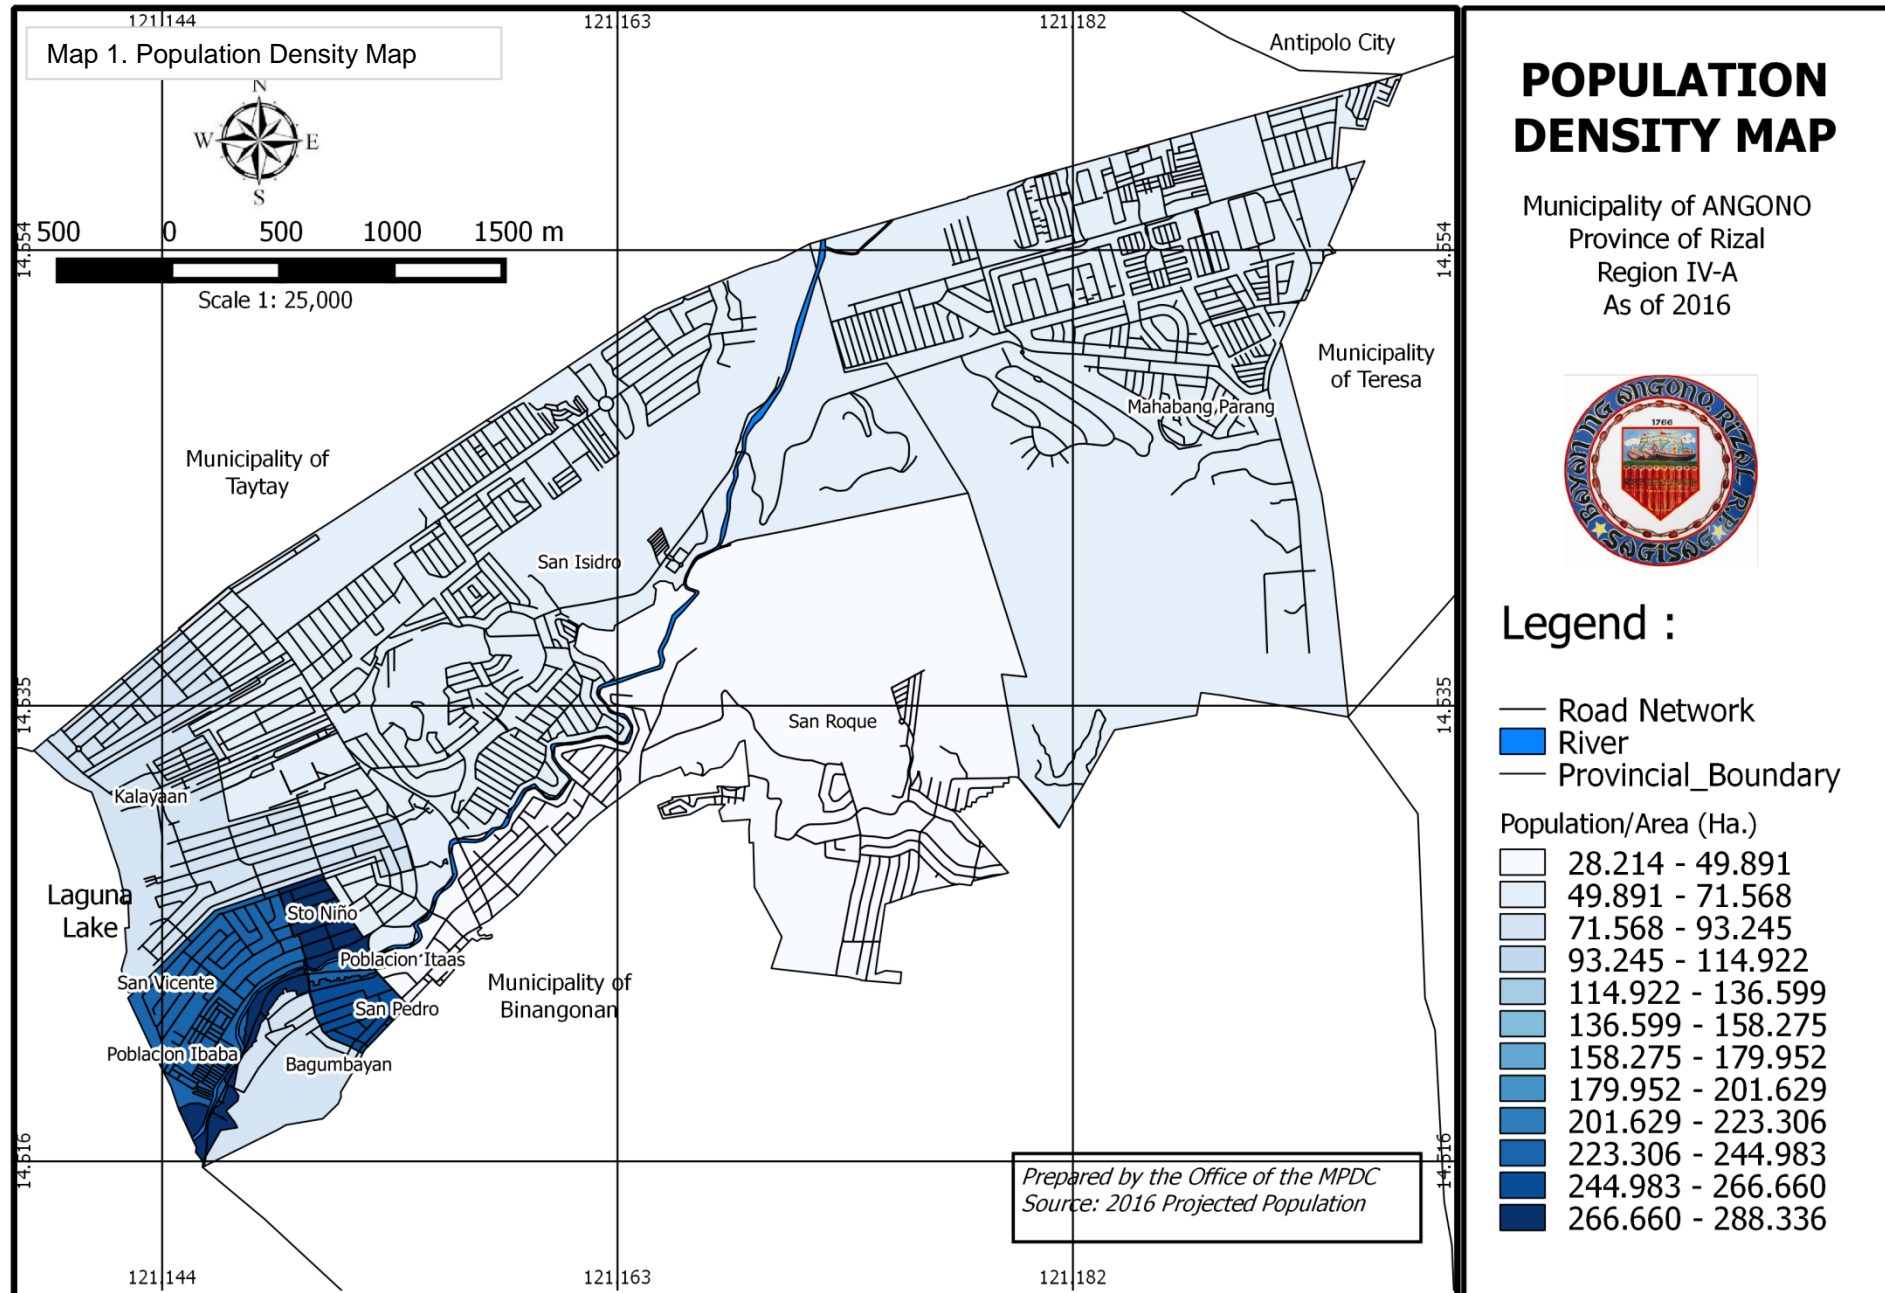 Map 1. Population Density Map
121.144
121.163
121.182
N
W
E
S
500
0
500
1000
1500 m
Scale 1: 25,000
14.554
14.554
14.535
14.535
14.516
14.516
Antipolo City
Municipality of
Taytay
Municipality
of Teresa
Mahabang Parang
San Isidro
San Roque
Kalayaan
Laguna
Lake
Sto Niño
Poblacion Itaas
San Vicente
San Pedro
Poblacion Ibaba
Bagumbayan
Municipality of
Binangonan
Prepared by the Office of the MPDC
Source: 2016 Projected Population
121.144
121.163
121.182
POPULATION
DENSITY MAP
Municipality of ANGONO
Province of Rizal
Region IV-A
As of 2016
BAYAN NG ANGONO, RIZAL R.P.
1766
SAGISAG
Legend :
Road Network
River
Provincial_Boundary
Population/Area (Ha.)
28.214 - 49.891
49.891 - 71.568
71.568 - 93.245
93.245 - 114.922
114.922 - 136.599
136.599 - 158.275
158.275 - 179.952
179.952 - 201.629
201.629 - 223.306
223.306 - 244.983
244.983 - 266.660
266.660 - 288.336